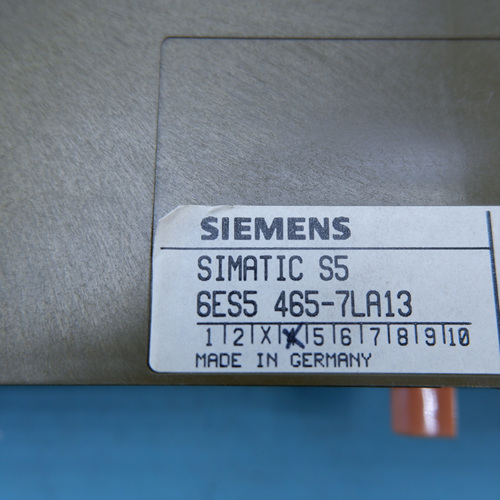 SIEMENS
SIMATIC S5
6ES5 465-7LA13
1|2|X|X|5|6|7|8|9|10
MADE IN GERMANY